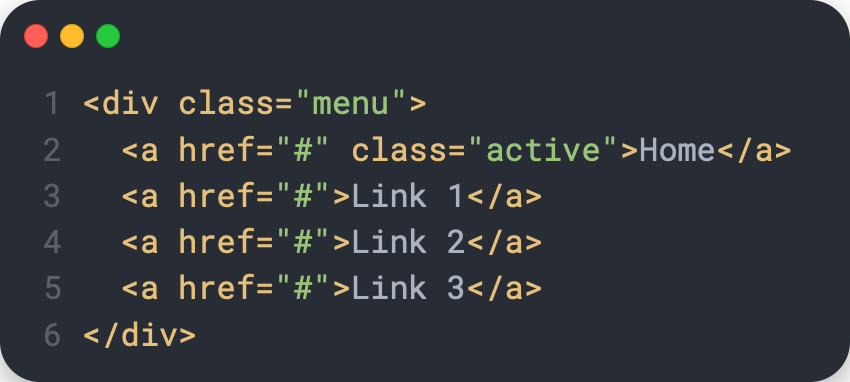 1 <div class="menu">
2   <a href="#" class="active">Home</a>
3   <a href="#">Link 1</a>
4   <a href="#">Link 2</a>
5   <a href="#">Link 3</a>
6 </div>